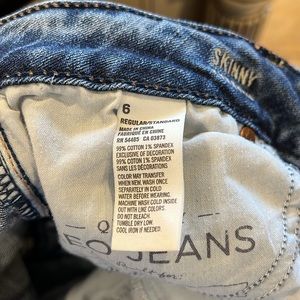 SKINNY
6
REGULAR/STANDARD
MADE IN CHINA
FABRIQUÉ EN CHINE
RN 54485 CA 03873
99% COTTON 1% SPANDEX
EXCLUSIVE OF DECORATION
99% COTTON 1% SPANDEX
SANS LES DÉCORATIONS
COLOR MAY TRANSFER
WHEN NEW. WASH ONCE
SEPARATELY IN COLD
WATER BEFORE WEARING.
MACHINE WASH COLD INSIDE
OUT WITH LIKE COLORS.
DO NOT BLEACH.
TUMBLE DRY LOW.
COOL IRON IF NEEDED.
JEANS